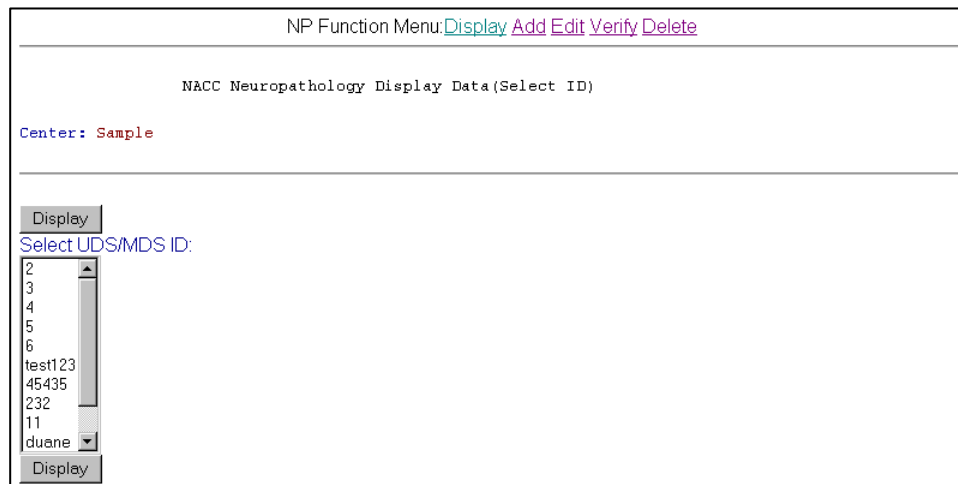 NP Function Menu:Display Add Edit Verify Delete
NACC Neuropathology Display Data(Select ID)
Center: Sample
Display
Select UDS/MDS ID:
2
3
4
5
6
test123
45435
232
11
duane
Display